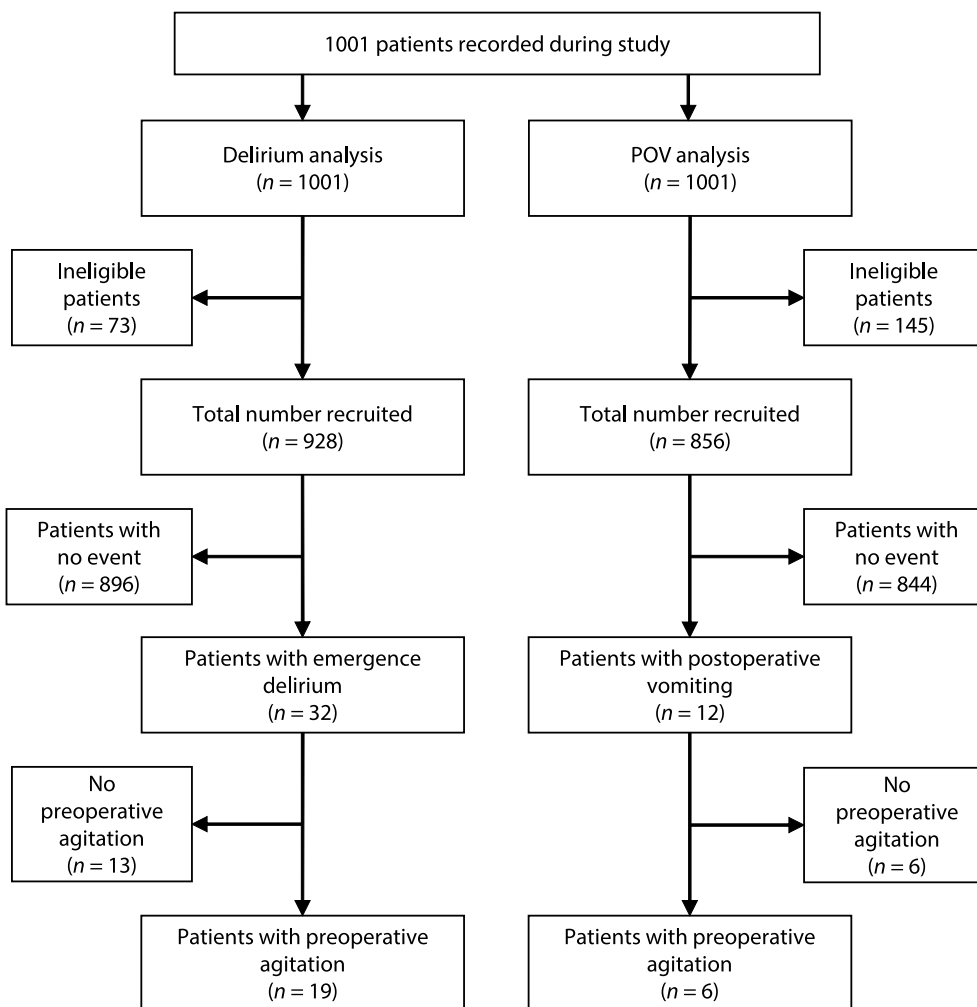 1001 patients recorded during study
Delirium analysis
(n = 1001)
POV analysis
(n = 1001)
Ineligible
patients
(n = 73)
Ineligible
patients
(n = 145)
Total number recruited
(n = 928)
Total number recruited
(n = 856)
Patients with
no event
(n = 896)
Patients with
no event
(n = 844)
Patients with emergence
delirium
(n = 32)
Patients with postoperative
vomiting
(n = 12)
No
preoperative
agitation
(n = 13)
No
preoperative
agitation
(n = 6)
Patients with preoperative
agitation
(n = 19)
Patients with preoperative
agitation
(n = 6)